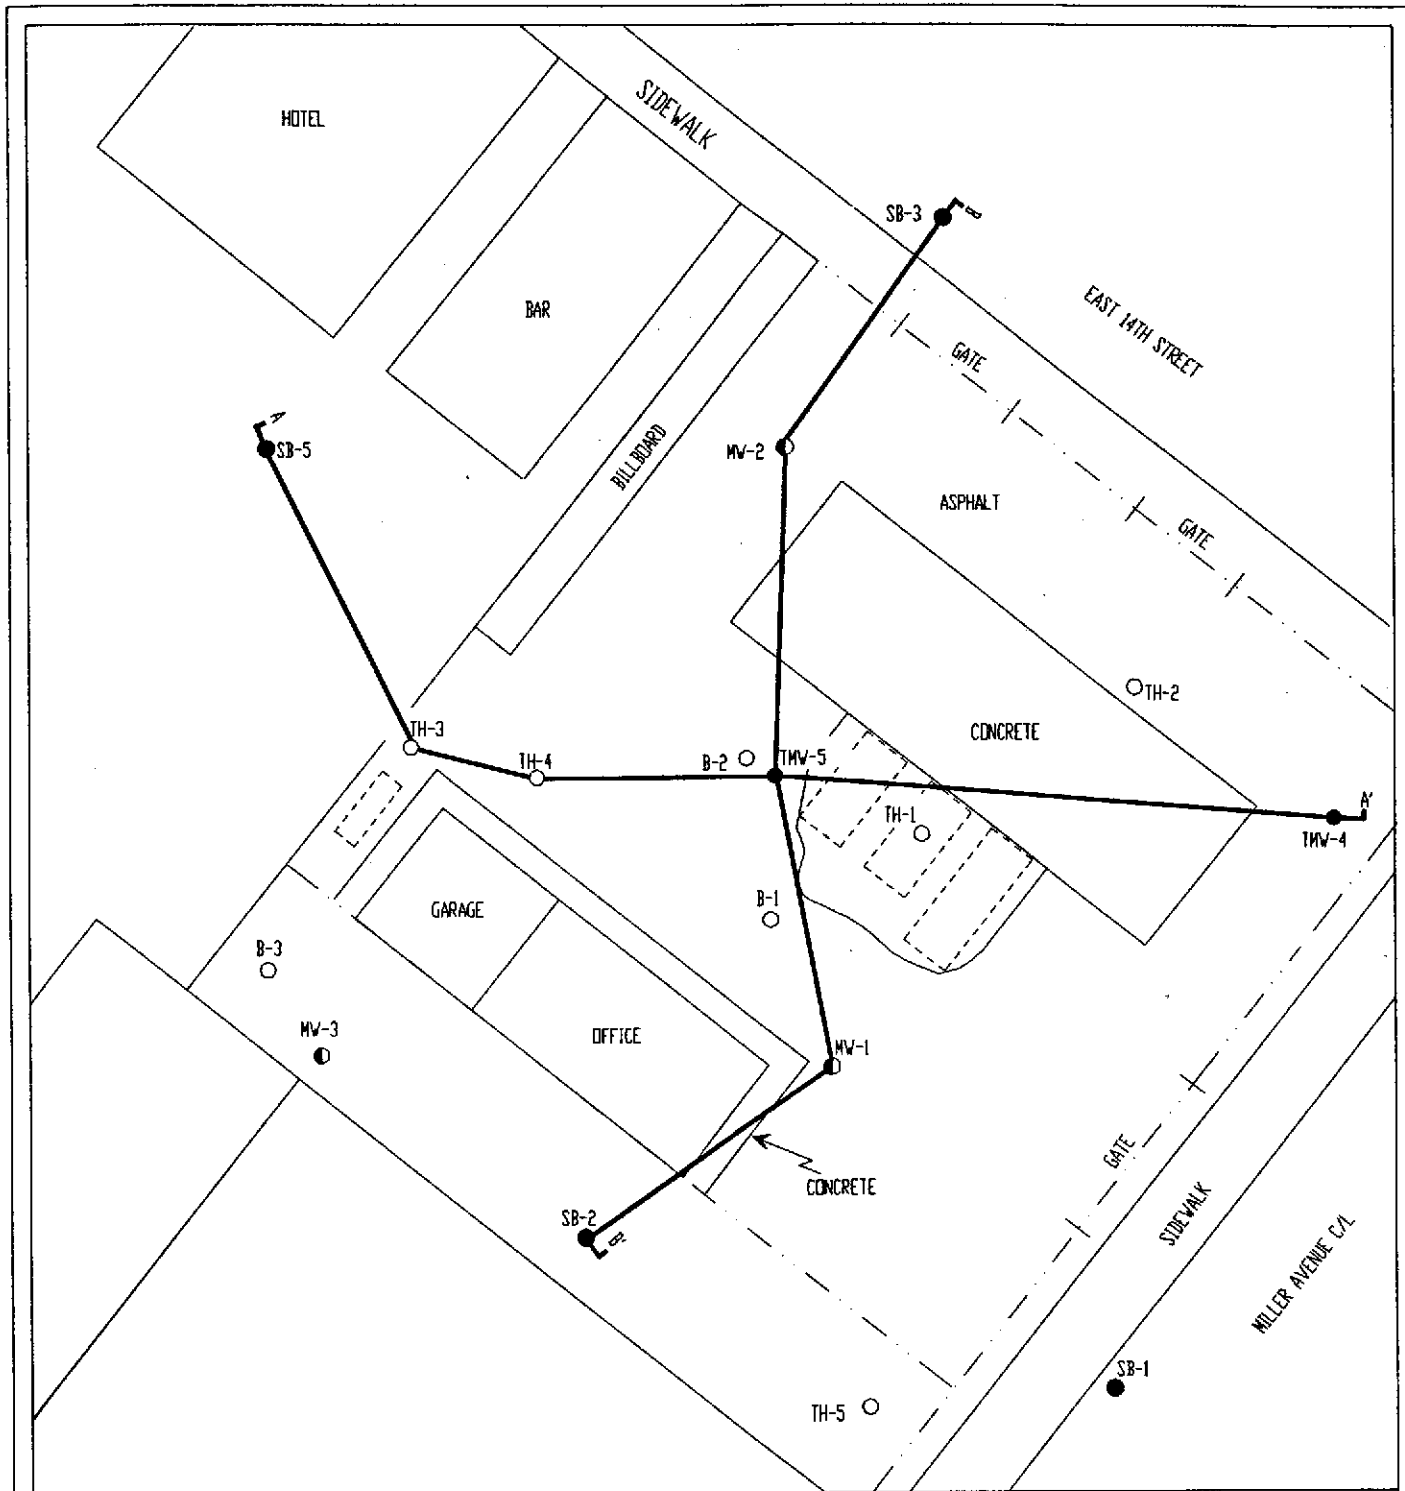 HOTEL
SIDEWALK
SB-3
B
BAR
EAST 14TH STREET
GATE
A
SB-5
BILLBOARD
MW-2
ASPHALT
GATE
TH-2
TH-3
CONCRETE
TH-4
B-2
TMW-5
A'
TH-1
TMW-4
GARAGE
B-1
B-3
MW-3
OFFICE
MW-1
GATE
CONCRETE
SIDEWALK
SB-2
B'
MILLER AVENUE C/L
SB-1
TH-5